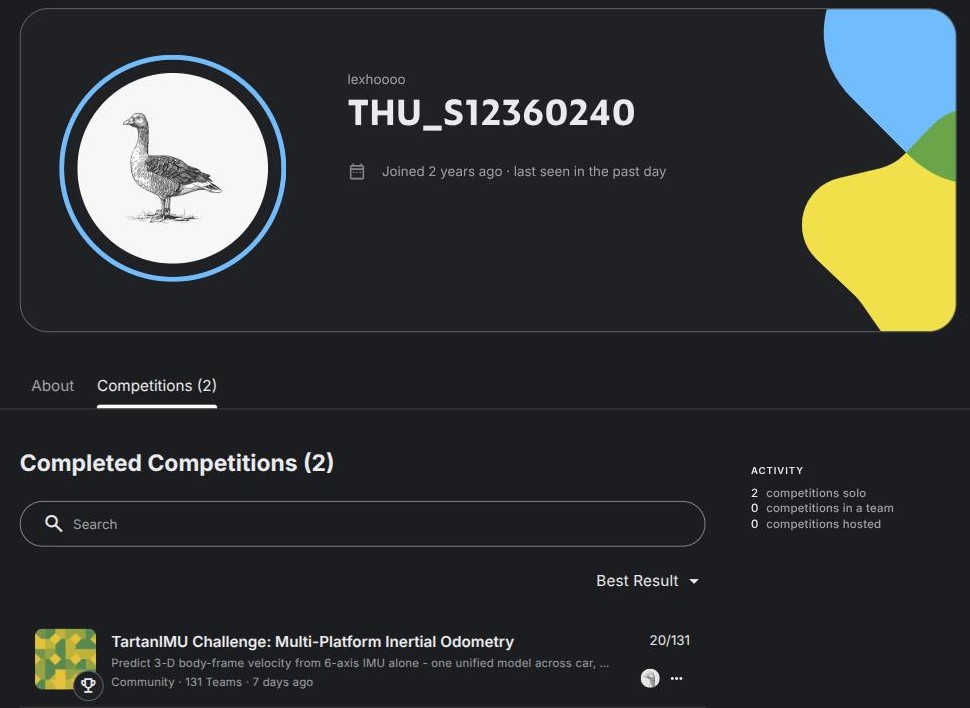 lexhoooo
THU_S12360240
Joined 2 years ago · last seen in the past day
About
Competitions (2)
Completed Competitions (2)
Search
Best Result
TartanIMU Challenge: Multi-Platform Inertial Odometry
20/131
Predict 3-D body-frame velocity from 6-axis IMU alone - one unified model across car, ...
Community · 131 Teams · 7 days ago
ACTIVITY
2 competitions solo
0 competitions in a team
0 competitions hosted